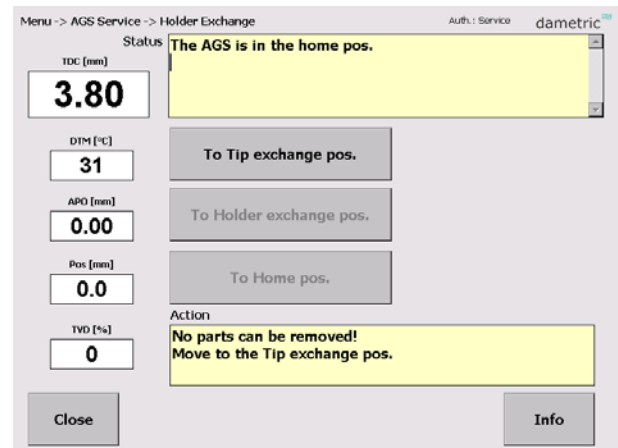 Menu -> AGS Service -> Holder Exchange
Auth.: Service
dametric
Status
The AGS is in the home pos.
TDC [mm]
3.80
DTM [°C]
31
To Tip exchange pos.
APO [mm]
0.00
To Holder exchange pos.
Pos [mm]
0.0
To Home pos.
Action
TVD [%]
0
No parts can be removed!
Move to the Tip exchange pos.
Close
Info